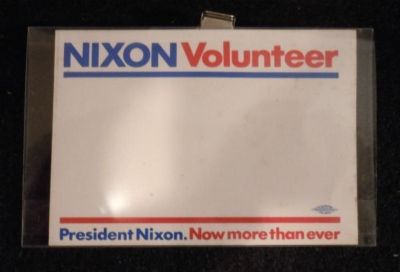 NIXON Volunteer
President Nixon. Now more than ever